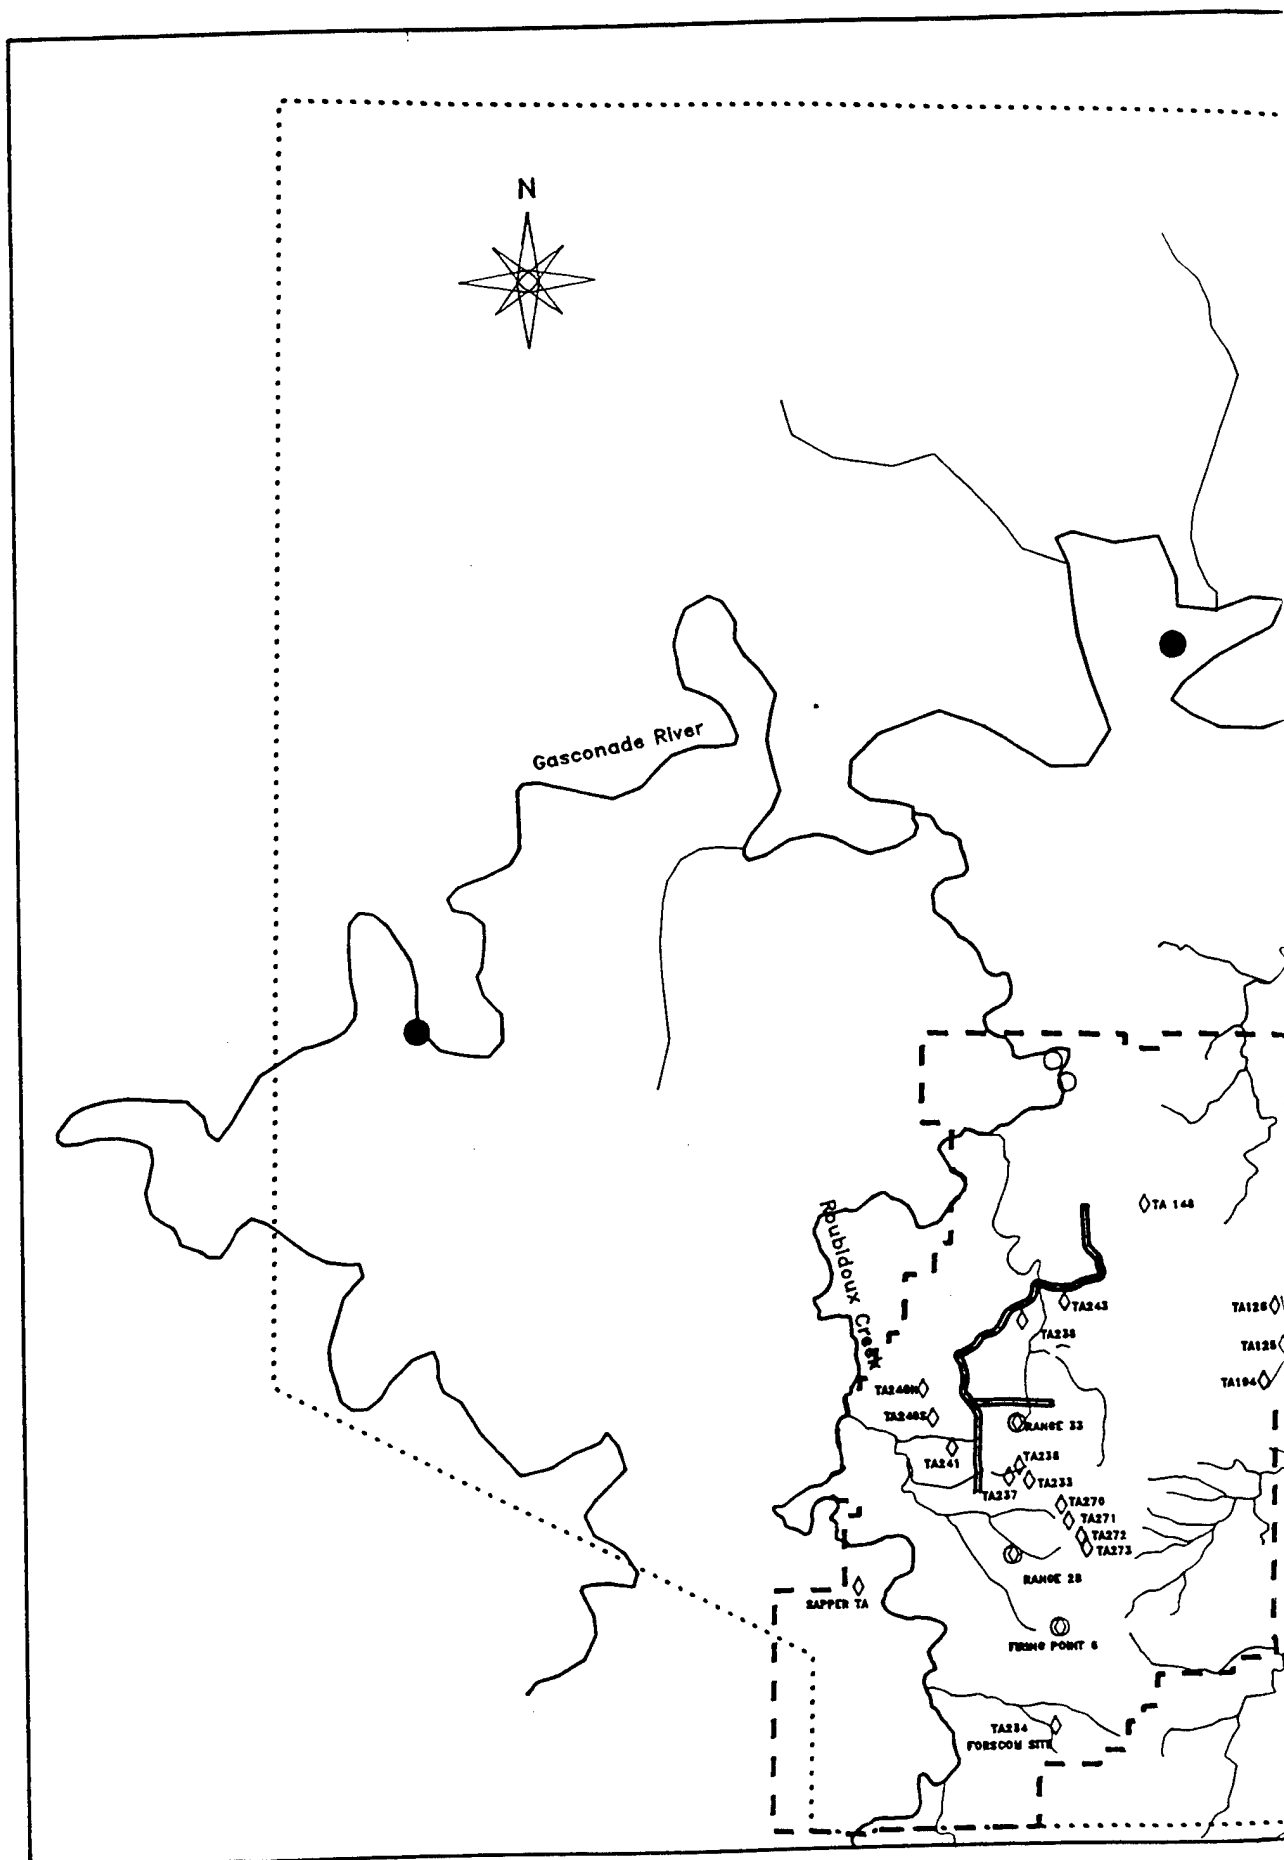 N
Gasconade River
Roubidoux Creek
TA 148
TA243
TA238
TA126
TA125
TA194
TA240N
TA240S
RANGE 33
TA241
TA236
TA237
TA233
TA270
TA271
TA272
TA273
RANGE 28
SAPPER TA
FIRING POINT 6
TA234
FORSCOM SITE